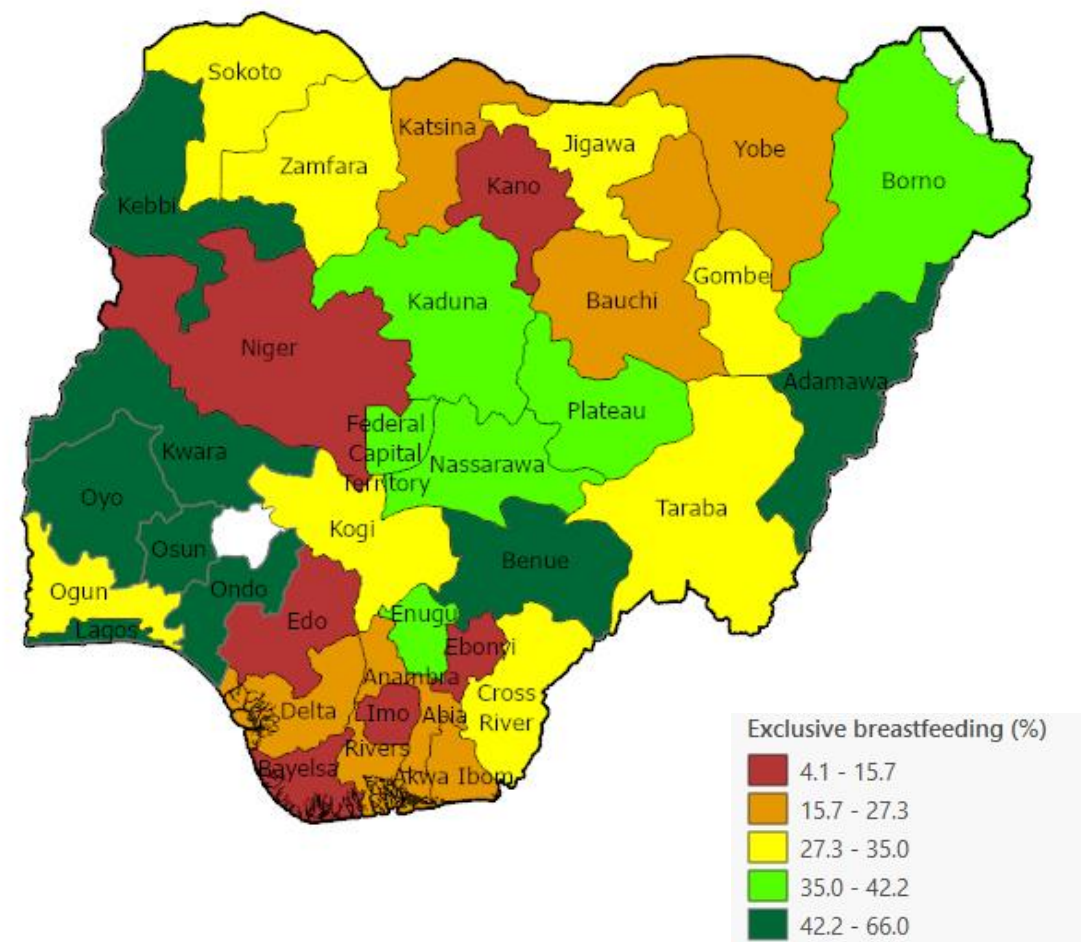 Sokoto
Katsina
Jigawa
Yobe
Zamfara
Kano
Borno
Kebbi
Gombe
Kaduna
Bauchi
Niger
Adamawa
Plateau
Federal
Capital
Territory
Kwara
Nassarawa
Oyo
Taraba
Kogi
Osun
Benue
Ondo
Ogun
Enugu
Lagos
Edo
Ebonyi
Anambra
Cross
River
Delta
Imo
Abia
Rivers
Bayelsa
Akwa Ibom
Exclusive breastfeeding (%)
4.1 - 15.7
15.7 - 27.3
27.3 - 35.0
35.0 - 42.2
42.2 - 66.0